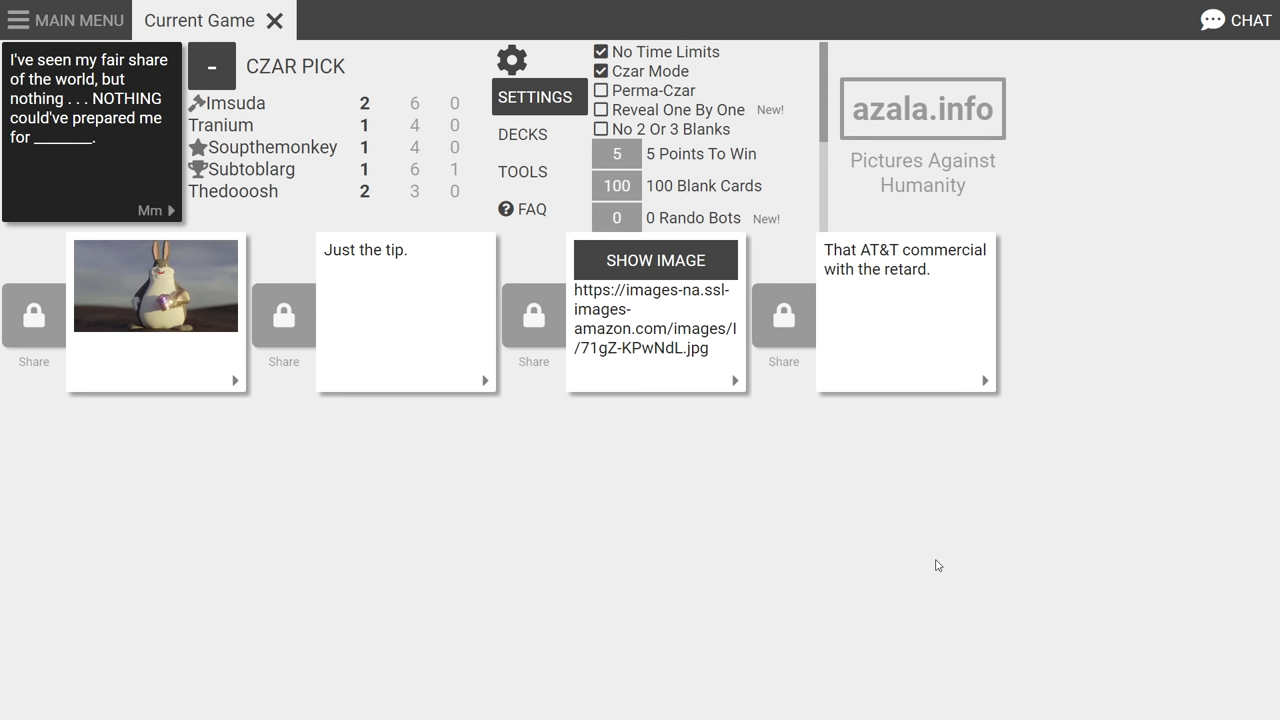 MAIN MENU
Current Game
CHAT
I've seen my fair share
of the world, but
nothing . . . NOTHING
could've prepared me
for ________.
Mm
-
CZAR PICK
Imsuda 2 6 0
Tranium 1 4 0
Soupthemonkey 1 4 0
Subtoblarg 1 6 1
Thedooosh 2 3 0
SETTINGS
DECKS
TOOLS
? FAQ
No Time Limits
Czar Mode
Perma-Czar
Reveal One By One New!
No 2 Or 3 Blanks
5 5 Points To Win
100 100 Blank Cards
0 0 Rando Bots New!
azala.info
Pictures Against
Humanity
Share
Share
Just the tip.
Share
SHOW IMAGE
https://images-na.ssl-
images-
amazon.com/images/I
/71gZ-KPwNdL.jpg
Share
That AT&T commercial
with the retard.